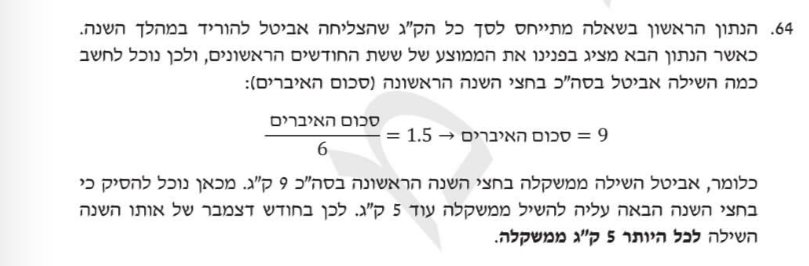 64. הנתון הראשון בשאלה מתייחס לסך כל הק"ג שהצליחה אביטל להוריד במהלך השנה.
כאשר הנתון הבא מציג בפנינו את הממוצע של ששת החודשים הראשונים, ולכן נוכל לחשב
כמה השילה אביטל בסה"כ בחצי השנה הראשונה (סכום האיברים):
סכום האיברים / 6 = 1.5 → סכום האיברים = 9
כלומר, אביטל השילה ממשקלה בחצי השנה הראשונה בסה"כ 9 ק"ג. מכאן נוכל להסיק כי
בחצי השנה הבאה עליה להשיל ממשקלה עוד 5 ק"ג. לכן בחודש דצמבר של אותו השנה
השילה לכל היותר 5 ק"ג ממשקלה.